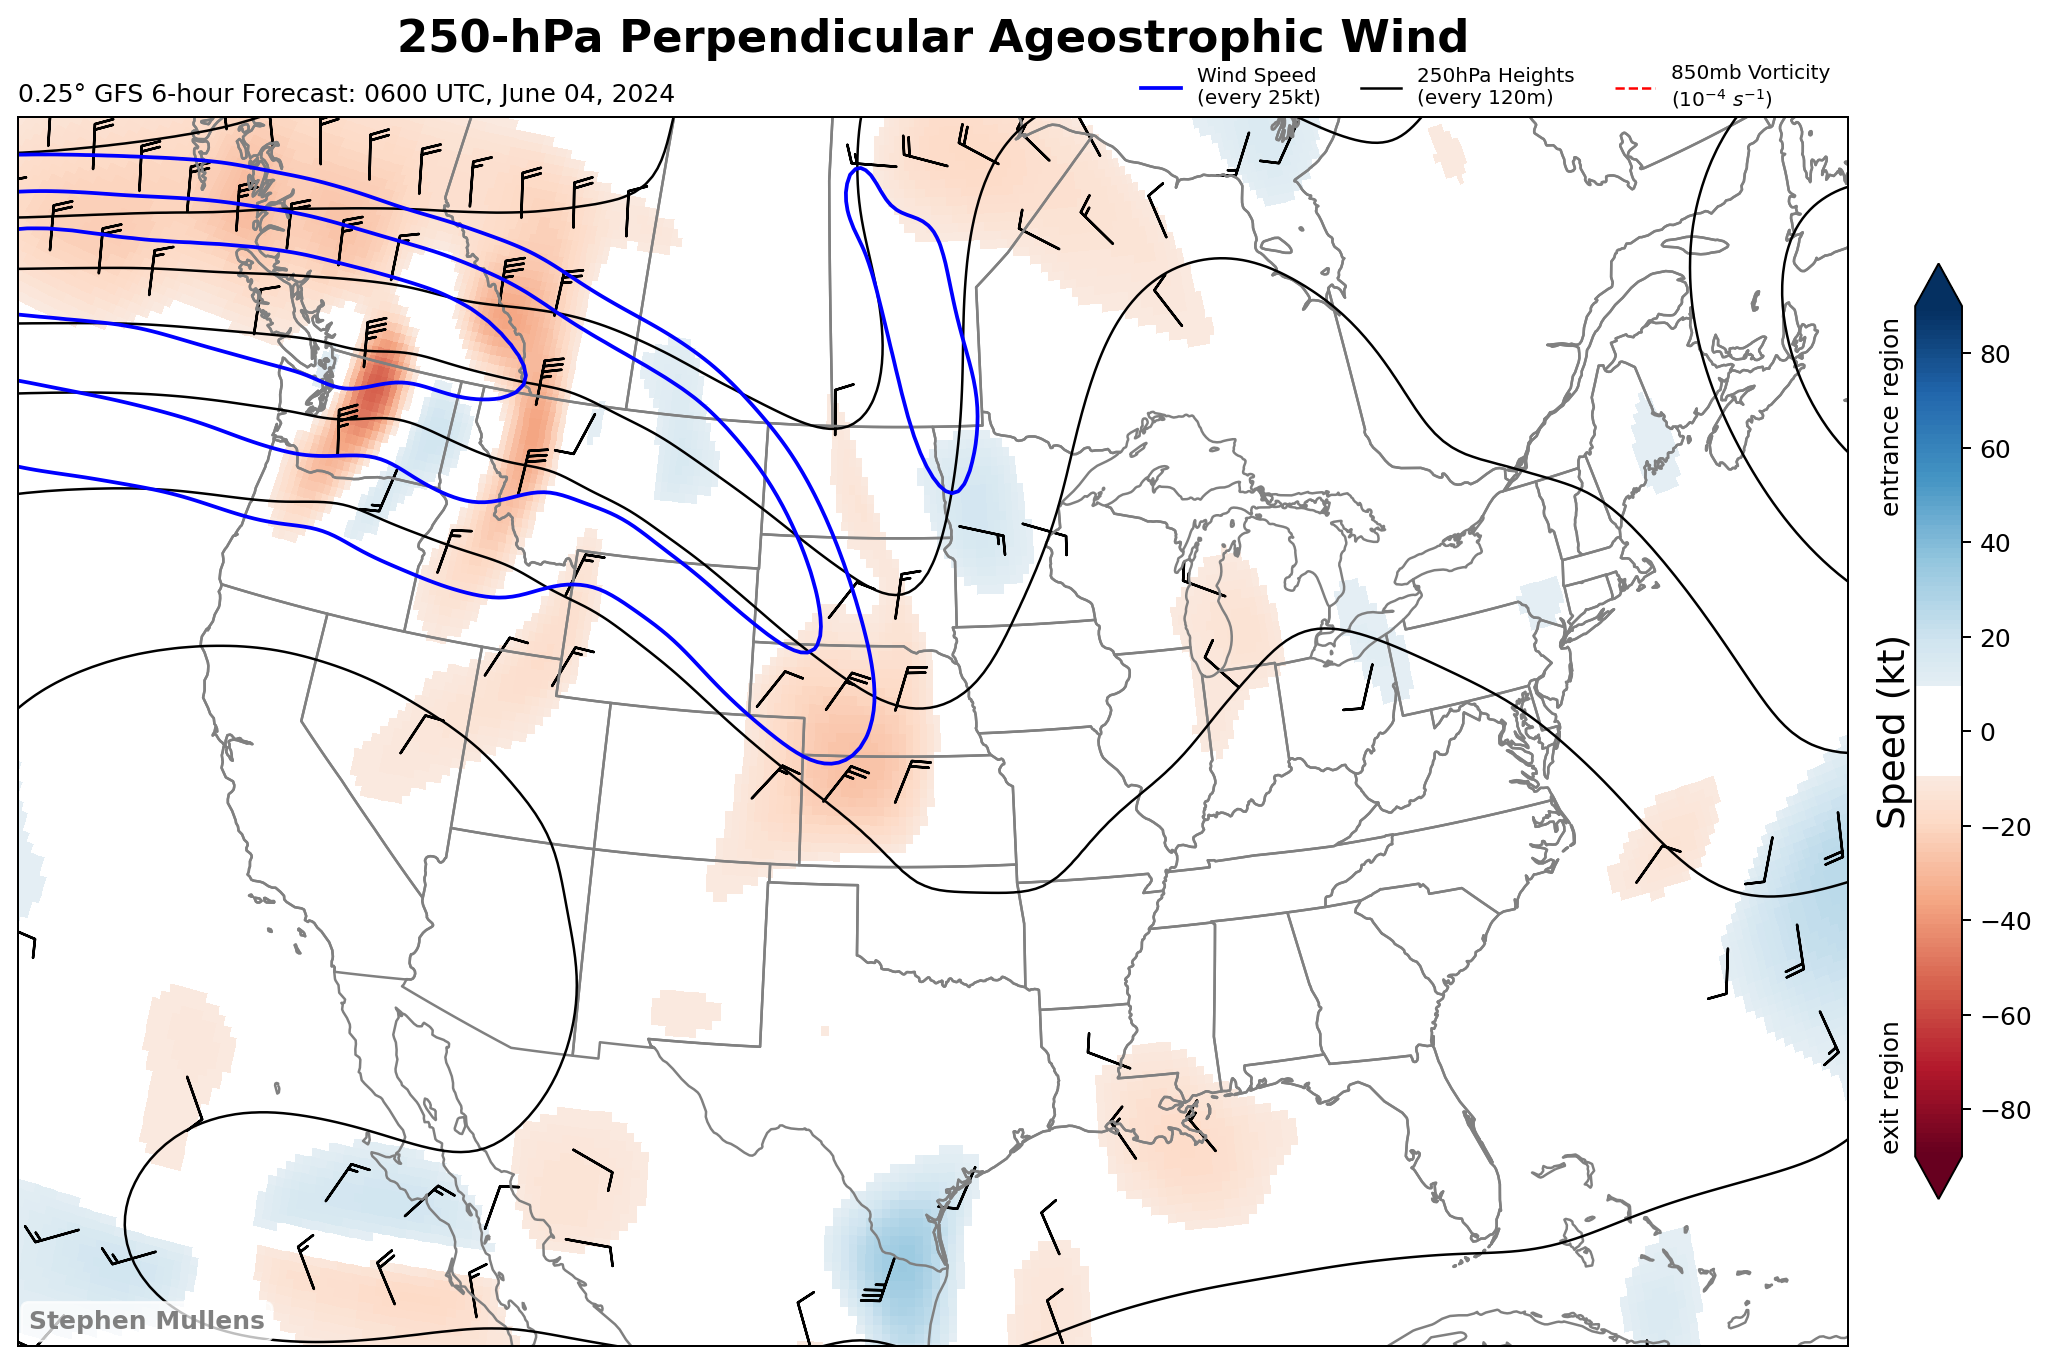 250-hPa Perpendicular Ageostrophic Wind
0.25° GFS 6-hour Forecast: 0600 UTC, June 04, 2024
Wind Speed
(every 25kt)
250hPa Heights
(every 120m)
850mb Vorticity
(10⁻⁴ s⁻¹)
entrance region
Speed (kt)
exit region
80
60
40
20
0
−20
−40
−60
−80
Stephen Mullens